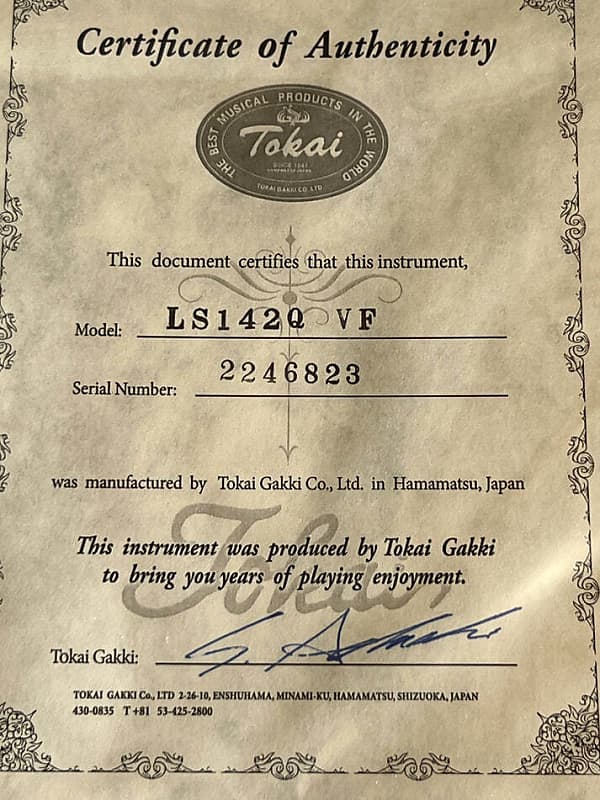 Certificate of Authenticity
THE BEST MUSICAL PRODUCTS IN THE WORLD
Tokai
SINCE 1947
TOKAI GAKKI CO., LTD
This document certifies that this instrument,
Model: LS142Q VF
Serial Number: 2246823
was manufactured by Tokai Gakki Co., Ltd. in Hamamatsu, Japan
Tokai
This instrument was produced by Tokai Gakki
to bring you years of playing enjoyment.
Tokai Gakki:
TOKAI GAKKI Co., LTD 2-26-10, ENSHUHAMA, MINAMI-KU, HAMAMATSU, SHIZUOKA, JAPAN
430-0835 T +81 53-425-2800